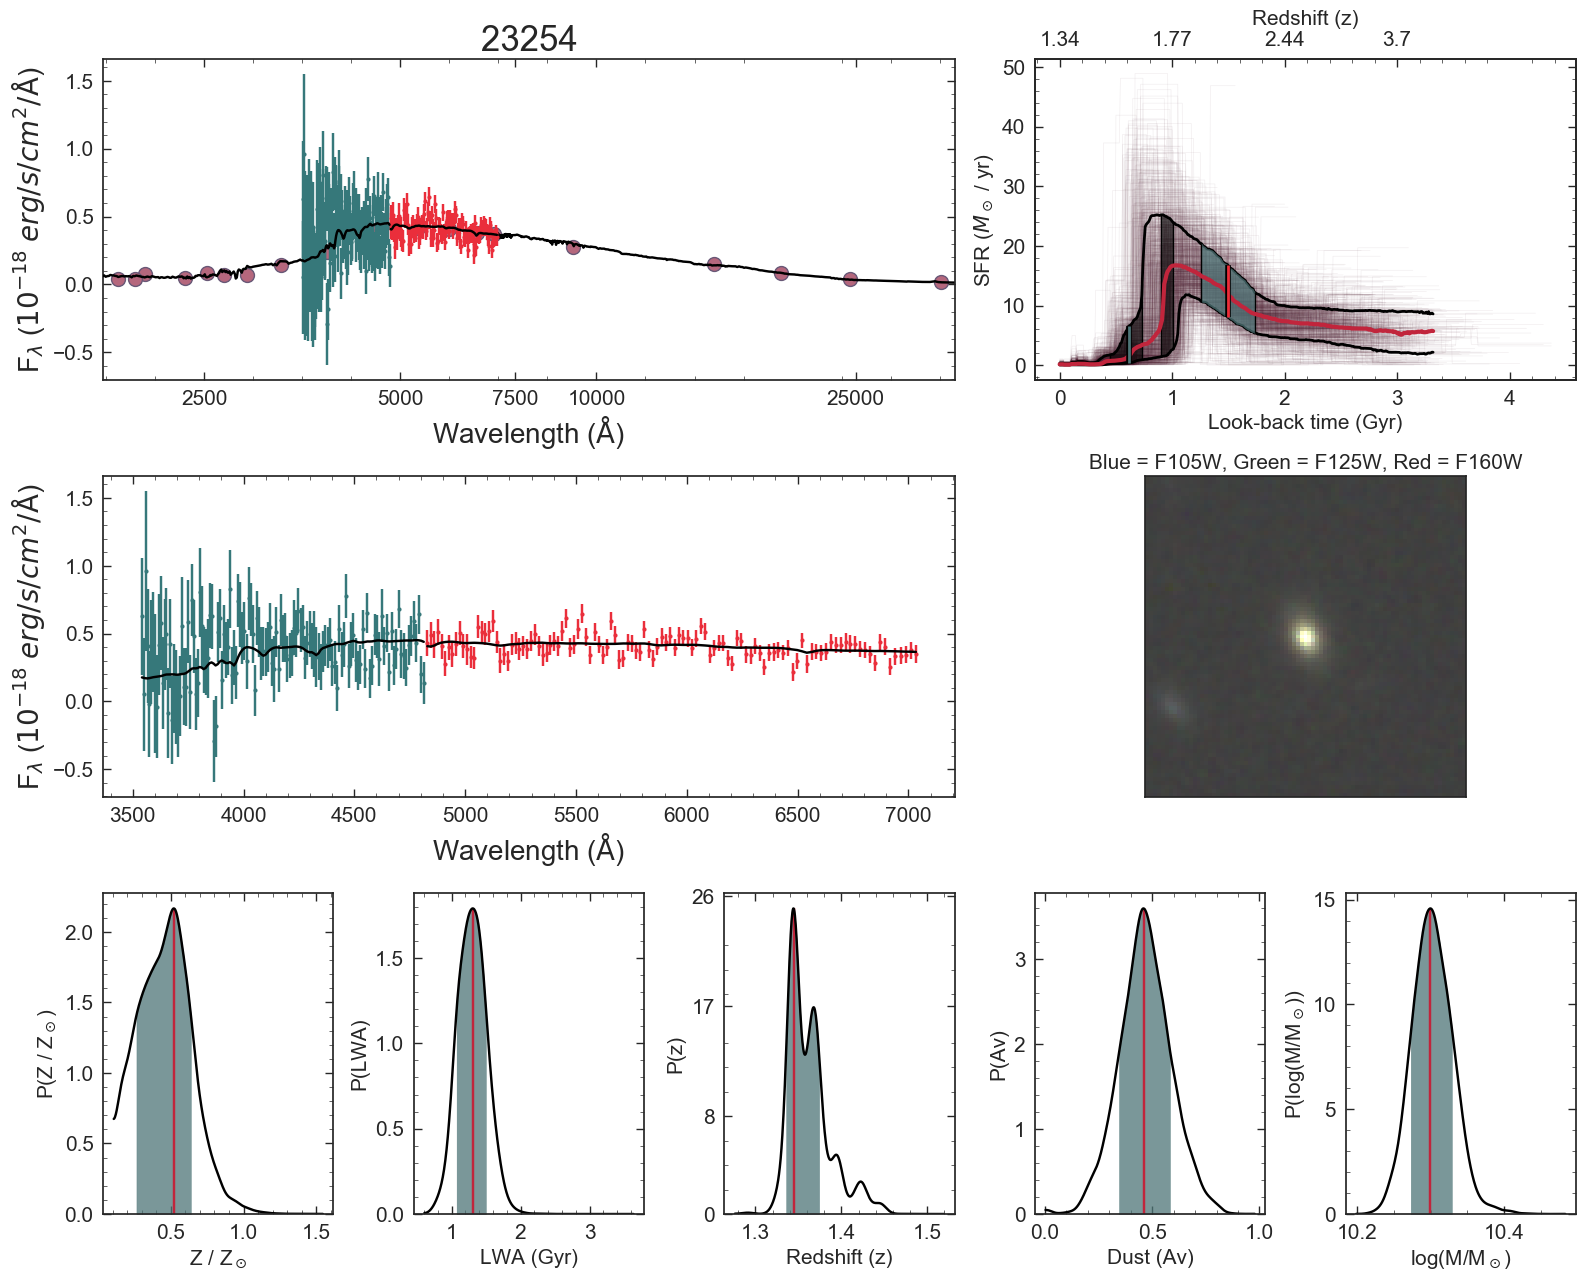 23254
F_λ (10^−18 erg/s/cm^2/Å)
1.5
1.0
0.5
0.0
−0.5
2500 5000 7500 10000 25000
Wavelength (Å)
Redshift (z)
1.34 1.77 2.44 3.7
SFR (M_⊙ / yr)
50
40
30
20
10
0
0 1 2 3 4
Look-back time (Gyr)
F_λ (10^−18 erg/s/cm^2/Å)
1.5
1.0
0.5
0.0
−0.5
3500 4000 4500 5000 5500 6000 6500 7000
Wavelength (Å)
Blue = F105W, Green = F125W, Red = F160W
P(Z / Z_⊙)
2.0
1.5
1.0
0.5
0.0
0.5 1.0 1.5
Z / Z_⊙
P(LWA)
1.5
1.0
0.5
0.0
1 2 3
LWA (Gyr)
P(z)
26
17
8
0
1.3 1.4 1.5
Redshift (z)
P(Av)
3
2
1
0
0.0 0.5 1.0
Dust (Av)
P(log(M/M_⊙))
15
10
5
0
10.2 10.4
log(M/M_⊙)